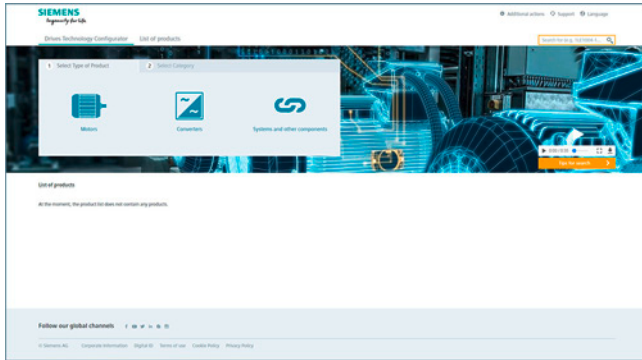 SIEMENS
Ingenuity for life
Additional actions Support Language
Drives Technology Configurator List of products
1 Select Type of Product 2 Select Category
Motors Converters Systems and other components
Tips for search
List of products
At the moment, the product list does not contain any products.
Follow our global channels
© Siemens AG Corporate Information Digital ID Terms of use Cookie Policy Privacy Policy